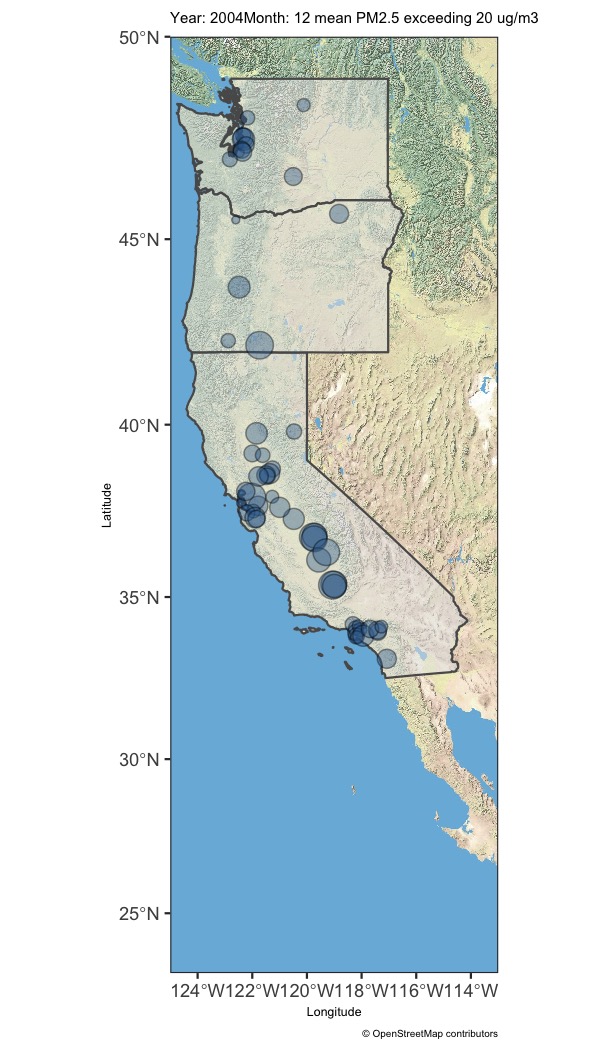 Year: 2004Month: 12 mean PM2.5 exceeding 20 ug/m3
50°N
45°N
40°N
35°N
30°N
25°N
Latitude
124°W122°W120°W118°W116°W114°W
Longitude
© OpenStreetMap contributors